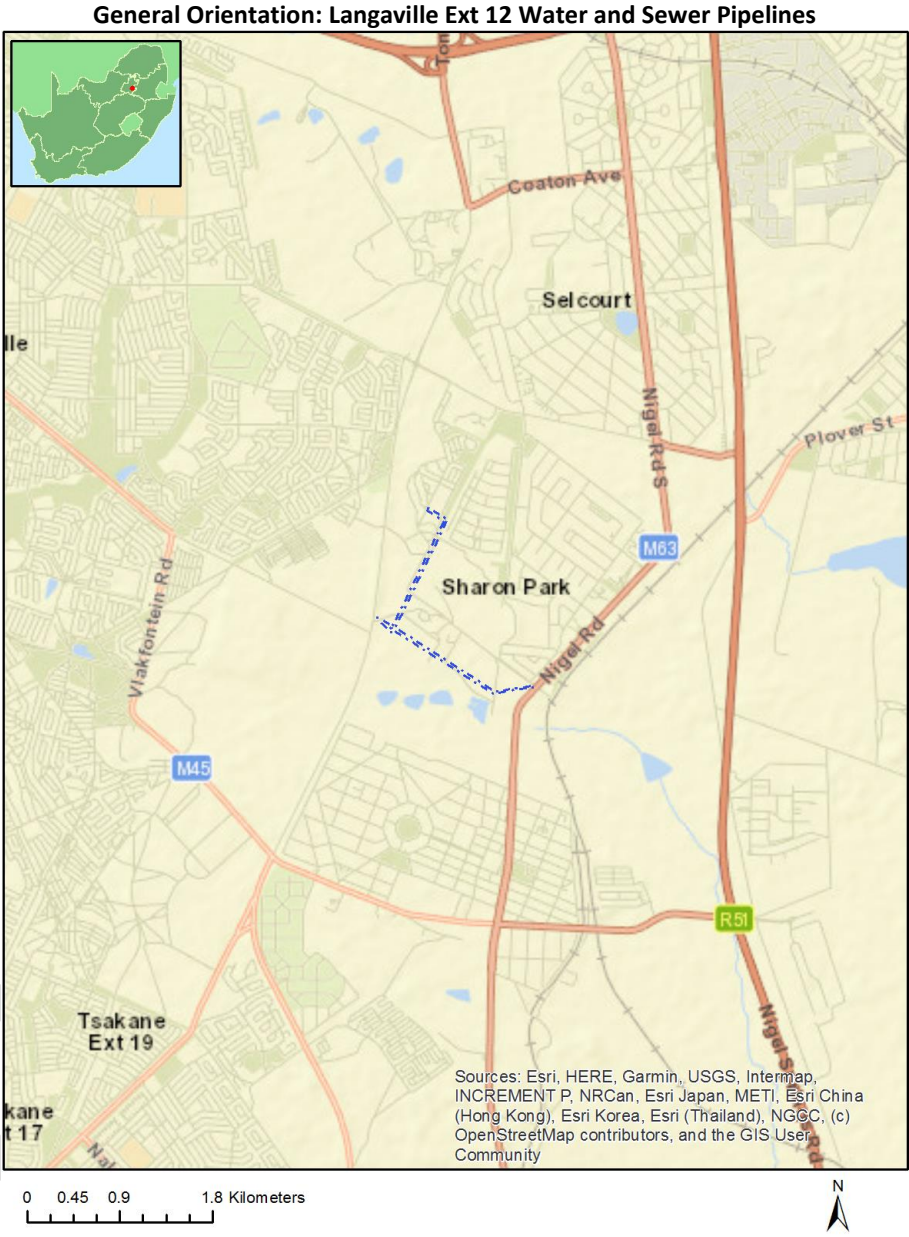 General Orientation: Langaville Ext 12 Water and Sewer Pipelines
Ton
Coaton Ave
Selcourt
lle
Nigel Rd S
Plover St
M63
Vlakfontein Rd
Sharon Park
Nigel Rd
M45
R51
Tsakane
Ext 19
kane
t 17
Nal
Nigel S Rd
Sources: Esri, HERE, Garmin, USGS, Intermap,
INCREMENT P, NRCan, Esri Japan, METI, Esri China
(Hong Kong), Esri Korea, Esri (Thailand), NGCC, (c)
OpenStreetMap contributors, and the GIS User
Community
0 0.45 0.9 1.8 Kilometers
N